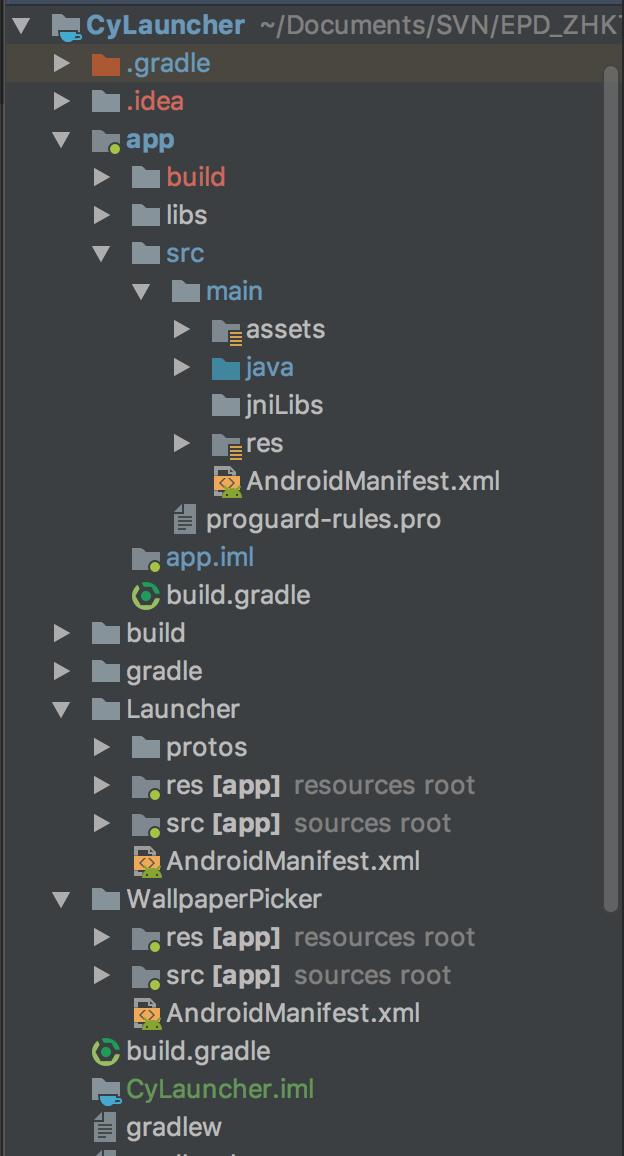 CyLauncher ~/Documents/SVN/EPD_ZHK
.gradle
.idea
app
build
libs
src
main
assets
java
jniLibs
res
AndroidManifest.xml
proguard-rules.pro
app.iml
build.gradle
build
gradle
Launcher
protos
res [app] resources root
src [app] sources root
AndroidManifest.xml
WallpaperPicker
res [app] resources root
src [app] sources root
AndroidManifest.xml
build.gradle
CyLauncher.iml
gradlew